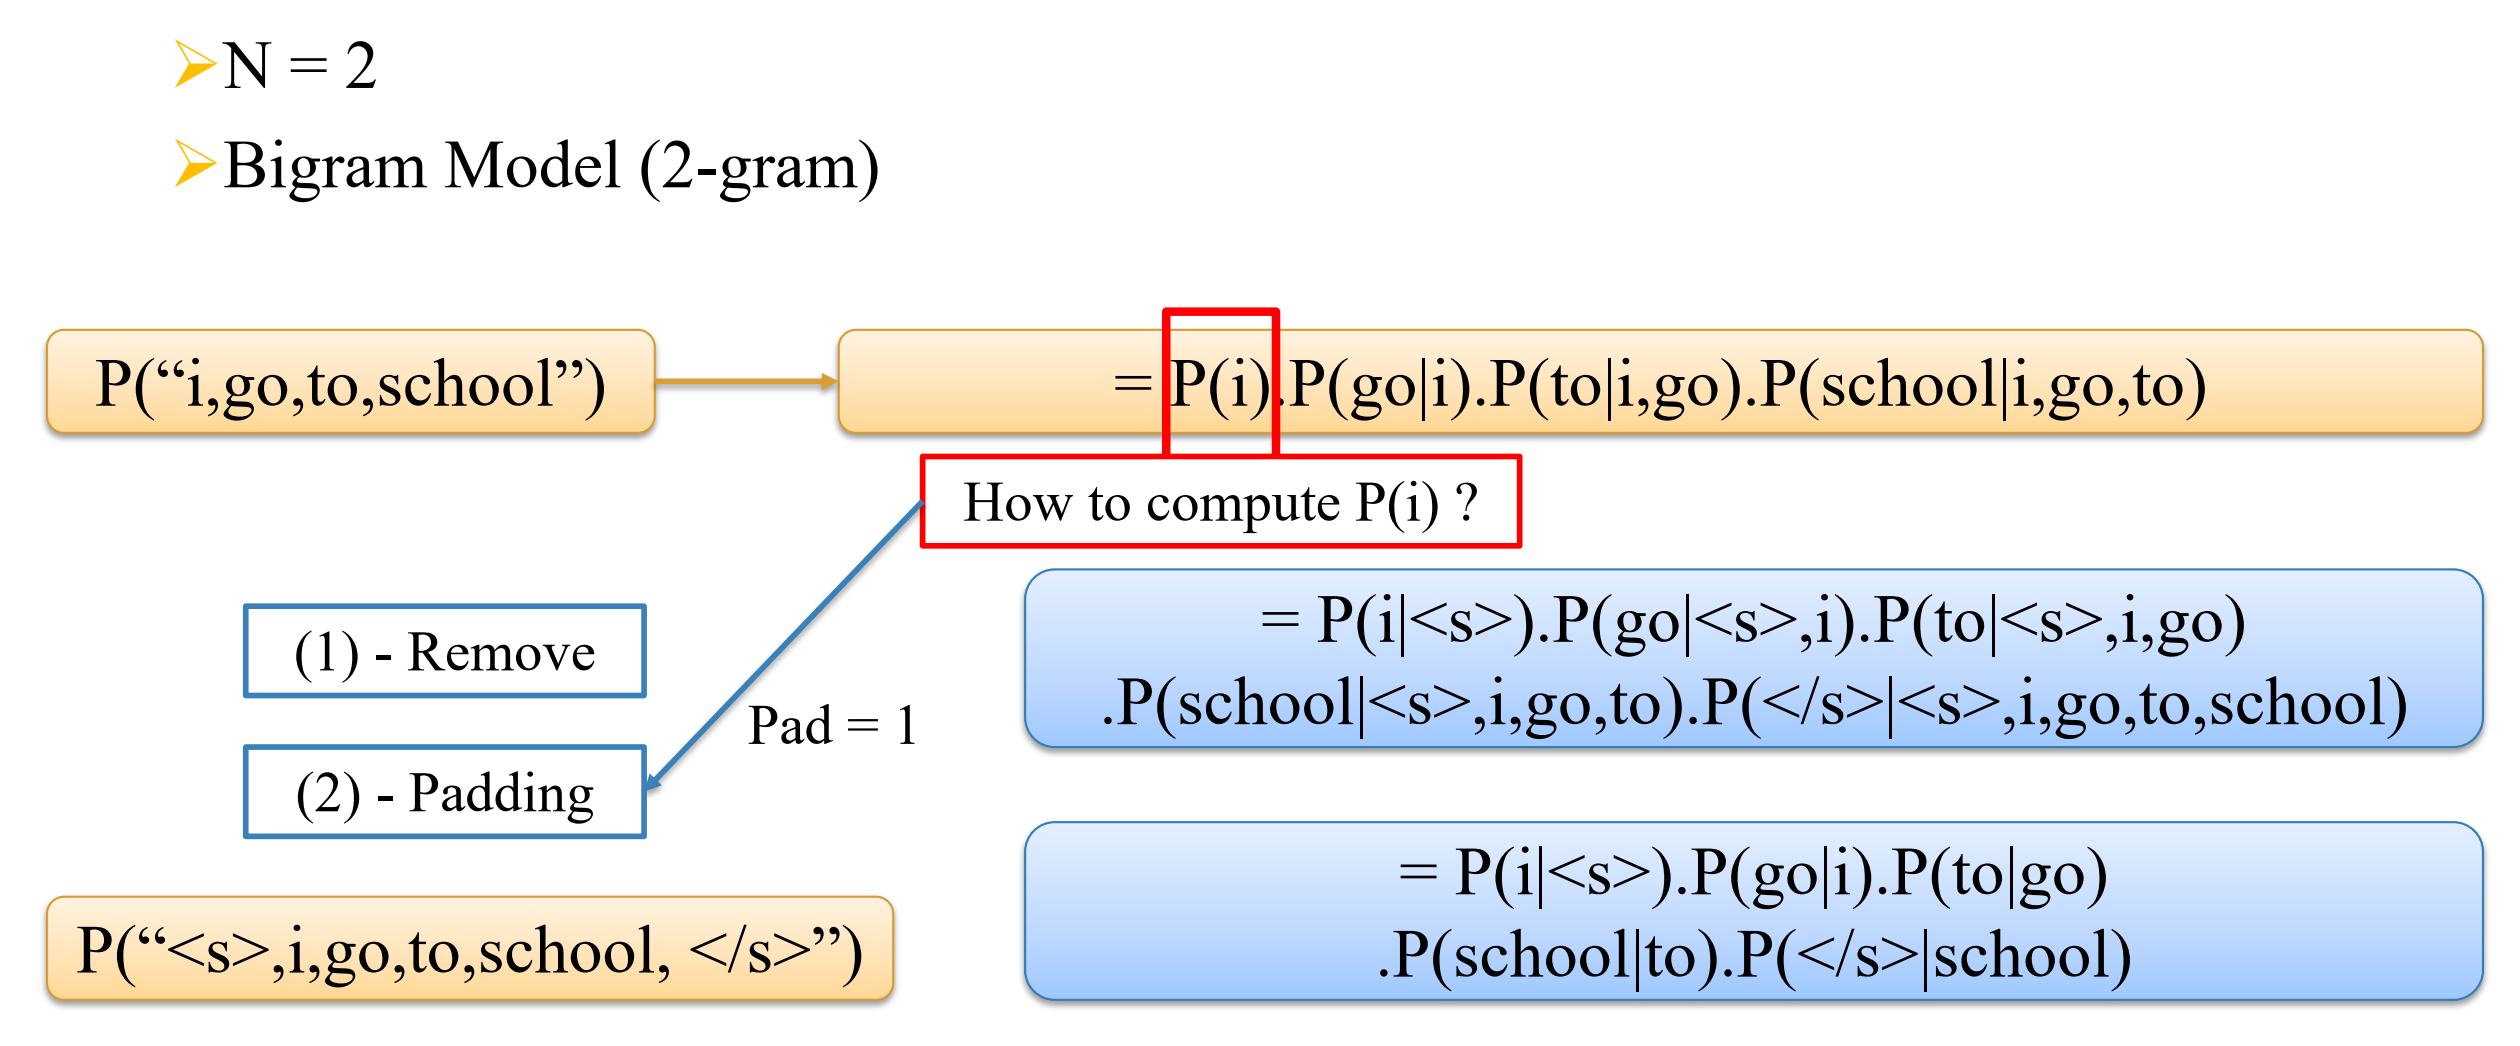 N = 2
Bigram Model (2-gram)
P(“i,go,to,school”)
= P(i).P(go|i).P(to|i,go).P(school|i,go,to)
How to compute P(i) ?
(1) - Remove
Pad = 1
(2) - Padding
= P(i|<s>).P(go|<s>,i).P(to|<s>,i,go)
.P(school|<s>,i,go,to).P(</s>|<s>,i,go,to,school)
P(“<s>,i,go,to,school, </s>”)
= P(i|<s>).P(go|i).P(to|go)
.P(school|to).P(</s>|school)